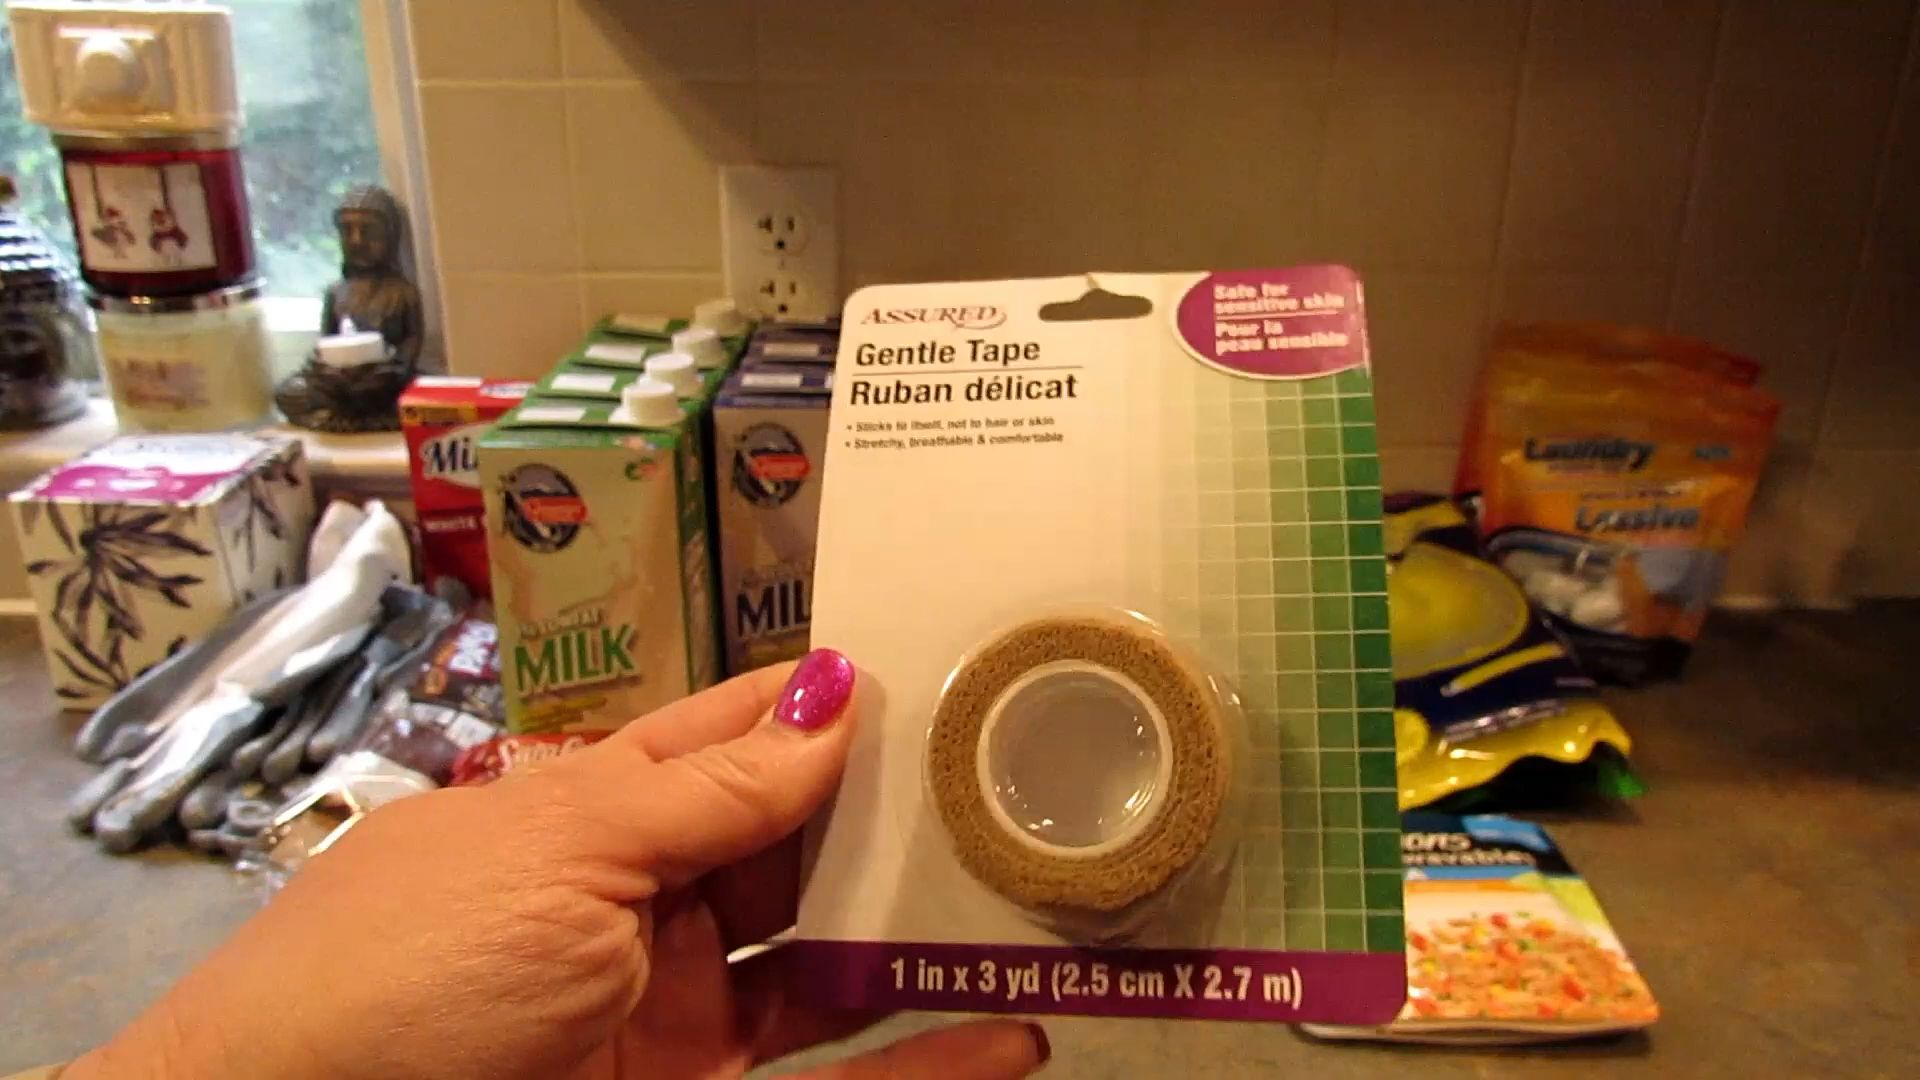 ASSURED
Gentle Tape
Ruban délicat
• Sticks to itself, not to hair or skin
• Stretchy, breathable & comfortable
Safe for
sensitive skin
Pour la
peau sensible
1 in x 3 yd (2.5 cm X 2.7 m)
MILK
MIL
WHITE
Laundry
Lessive